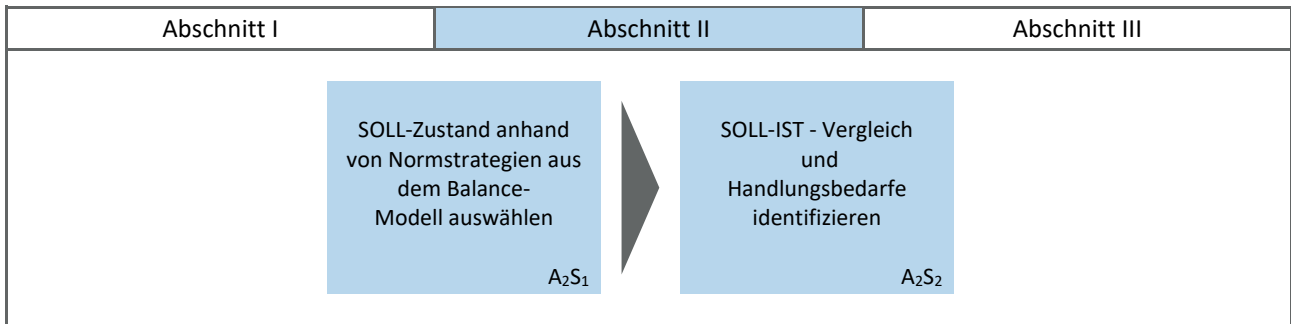 Abschnitt I
Abschnitt II
Abschnitt III
SOLL-Zustand anhand
von Normstrategien aus
dem Balance-
Modell auswählen
A₂S₁
SOLL-IST - Vergleich
und
Handlungsbedarfe
identifizieren
A₂S₂